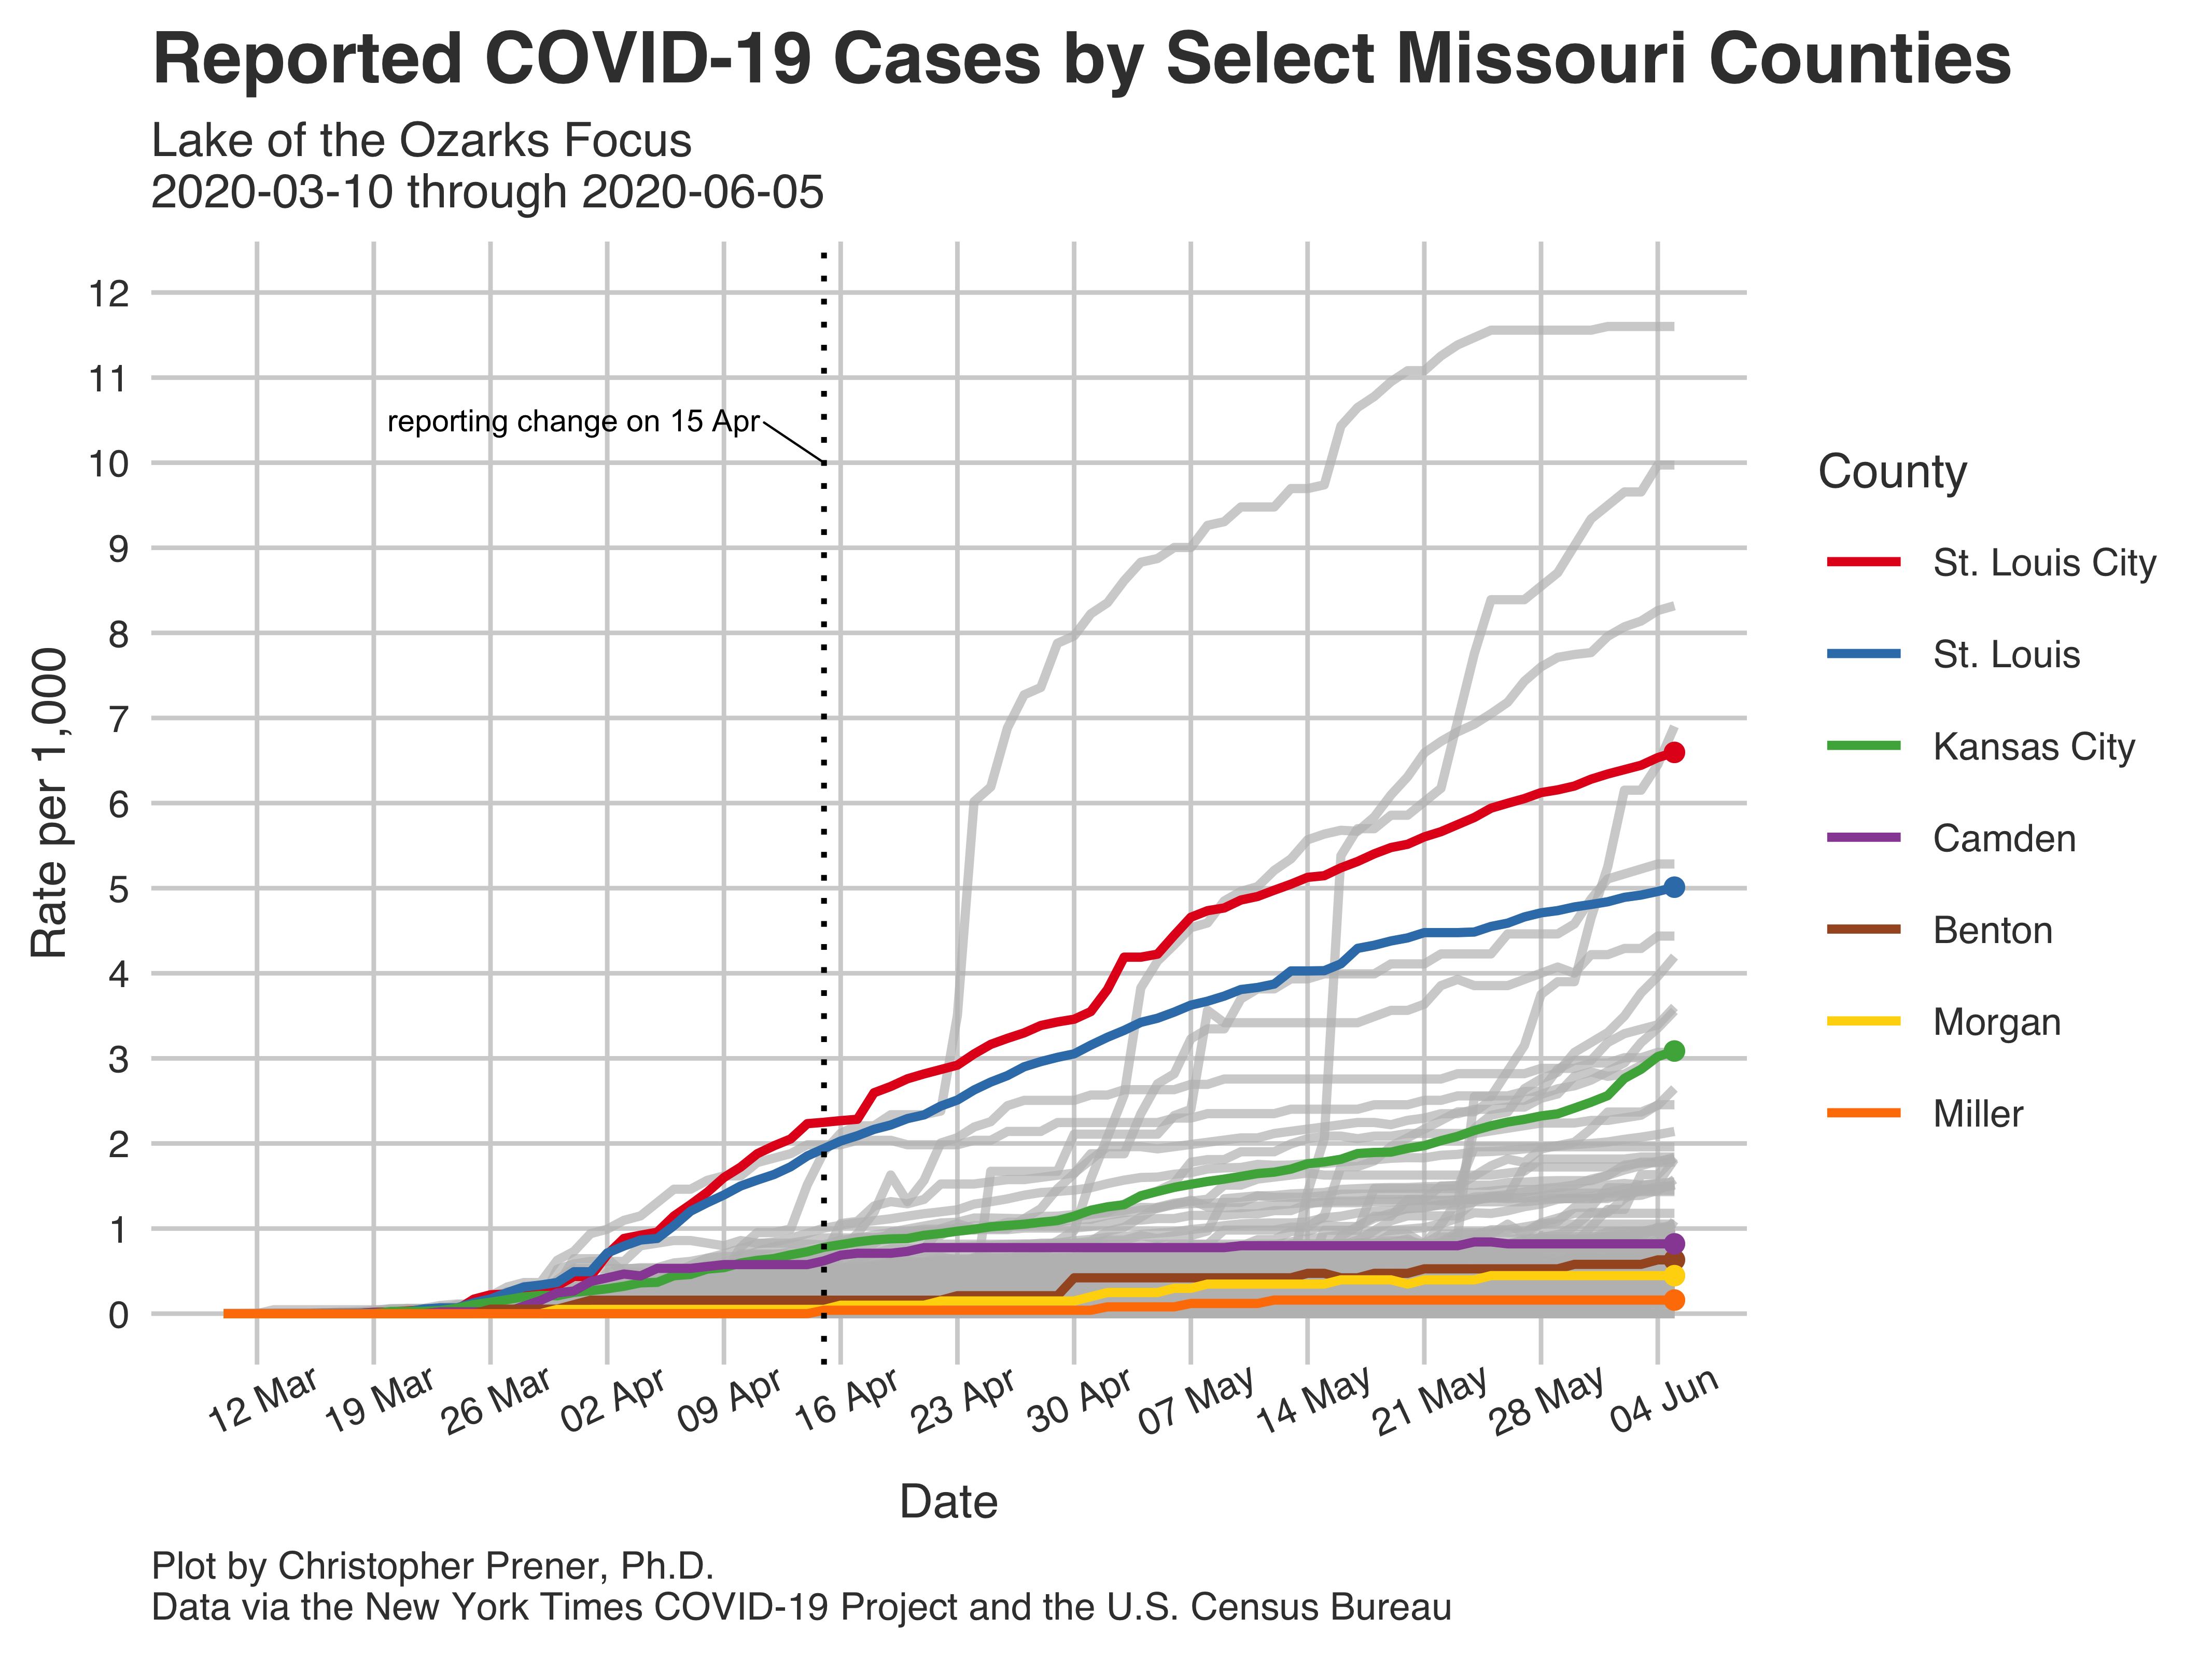 Reported COVID-19 Cases by Select Missouri Counties
Lake of the Ozarks Focus
2020-03-10 through 2020-06-05
Rate per 1,000
12
11
10
9
8
7
6
5
4
3
2
1
0
reporting change on 15 Apr
12 Mar
19 Mar
26 Mar
02 Apr
09 Apr
16 Apr
23 Apr
30 Apr
07 May
14 May
21 May
28 May
04 Jun
Date
County
St. Louis City
St. Louis
Kansas City
Camden
Benton
Morgan
Miller
Plot by Christopher Prener, Ph.D.
Data via the New York Times COVID-19 Project and the U.S. Census Bureau